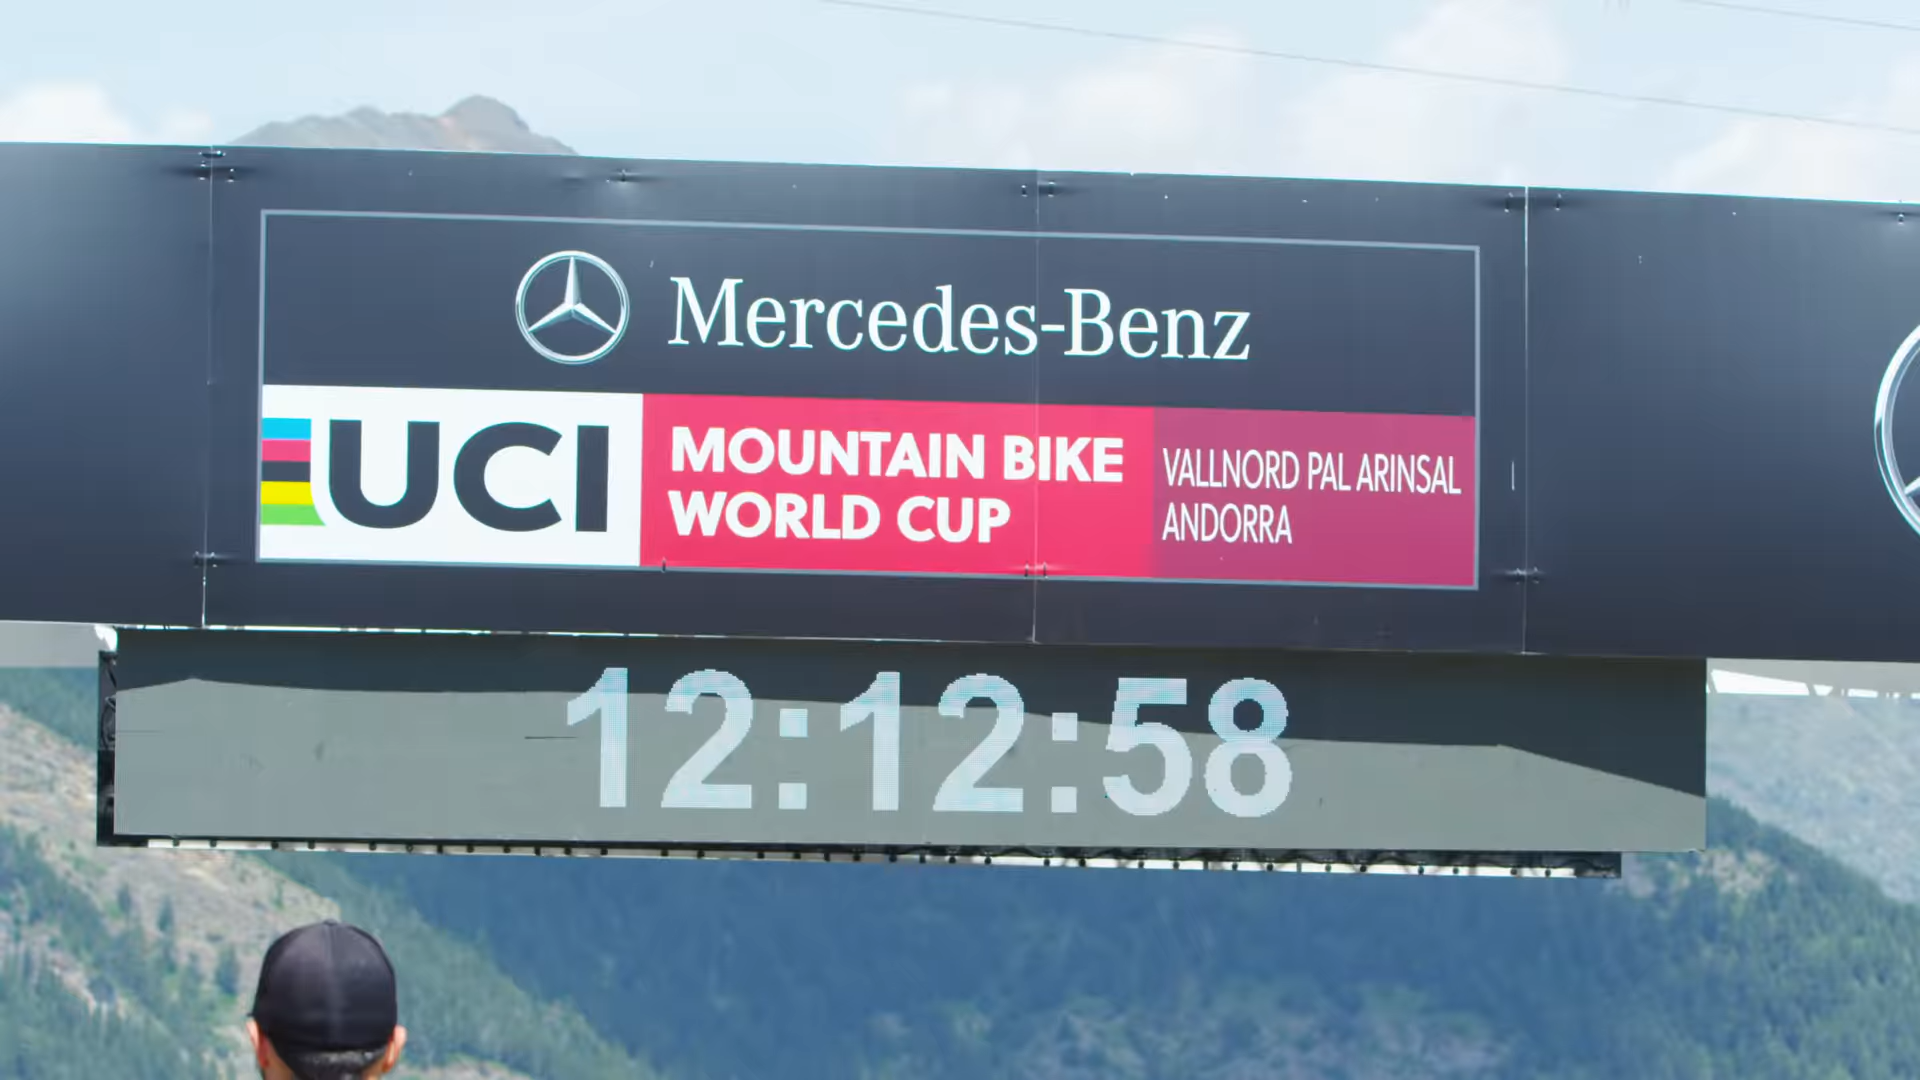 Mercedes-Benz
UCI
MOUNTAIN BIKE
WORLD CUP
VALLNORD PAL ARINSAL
ANDORRA
12:12:58